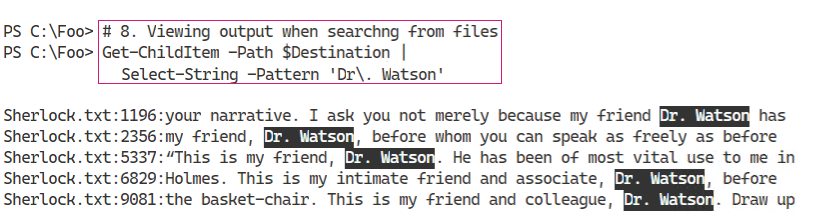 PS C:\Foo> # 8. Viewing output when searchng from files
PS C:\Foo> Get-ChildItem -Path $Destination |
Select-String -Pattern 'Dr\. Watson'
Sherlock.txt:1196:your narrative. I ask you not merely because my friend Dr. Watson has
Sherlock.txt:2356:my friend, Dr. Watson, before whom you can speak as freely as before
Sherlock.txt:5337:“This is my friend, Dr. Watson. He has been of most vital use to me in
Sherlock.txt:6829:Holmes. This is my intimate friend and associate, Dr. Watson, before
Sherlock.txt:9081:the basket-chair. This is my friend and colleague, Dr. Watson. Draw up